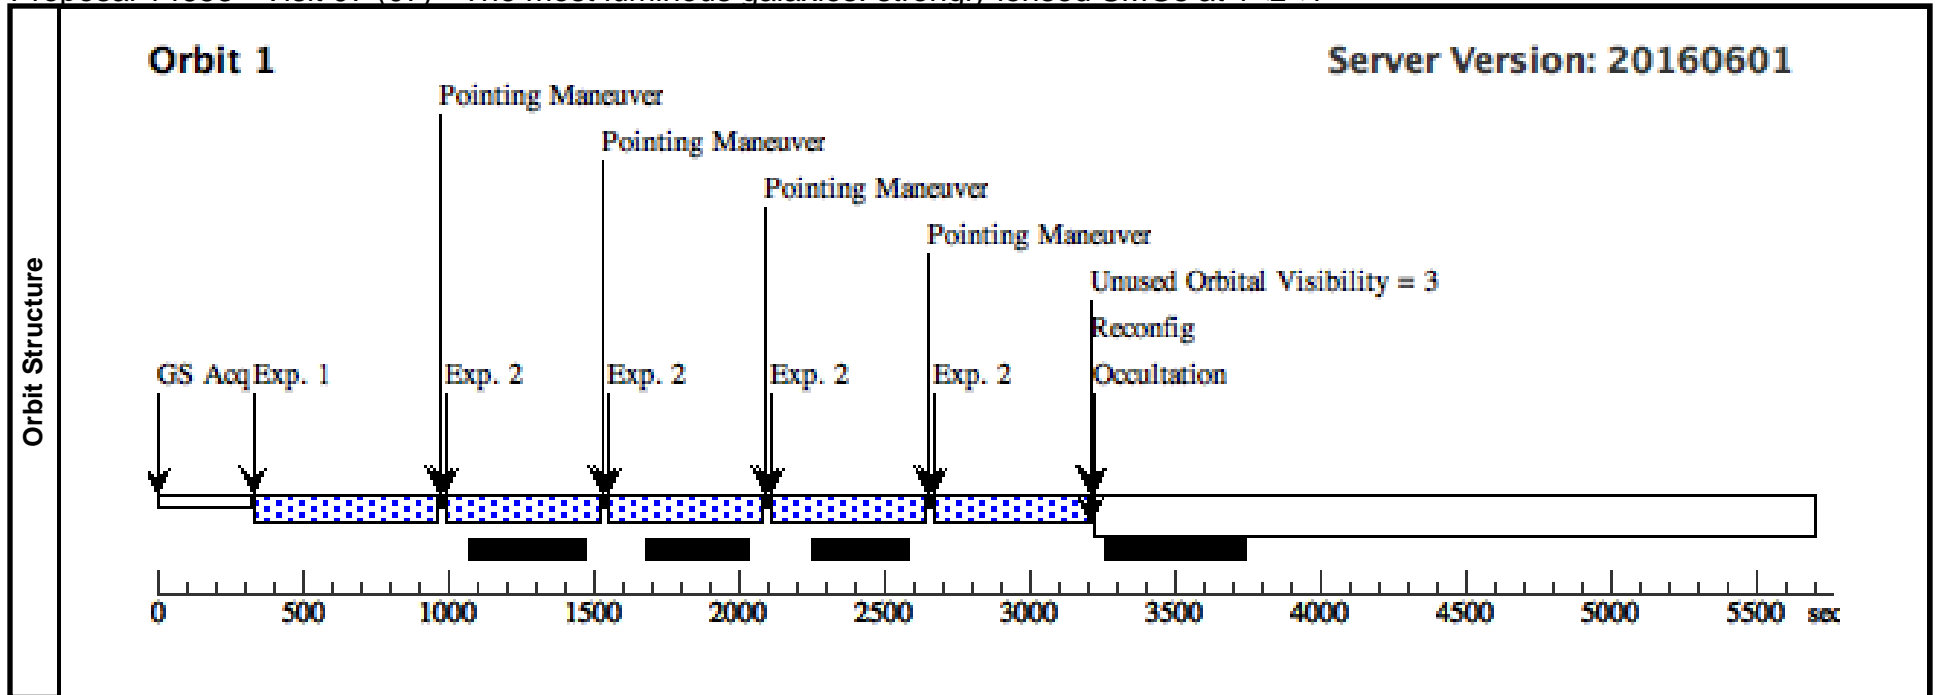 Orbit 1 Server Version: 20160601
Pointing Maneuver
Pointing Maneuver
Pointing Maneuver
Pointing Maneuver
Unused Orbital Visibility = 3
Reconfig
GS Acq Exp. 1 Exp. 2 Exp. 2 Exp. 2 Exp. 2 Occultation
Orbit Structure
0 500 1000 1500 2000 2500 3000 3500 4000 4500 5000 5500 sec